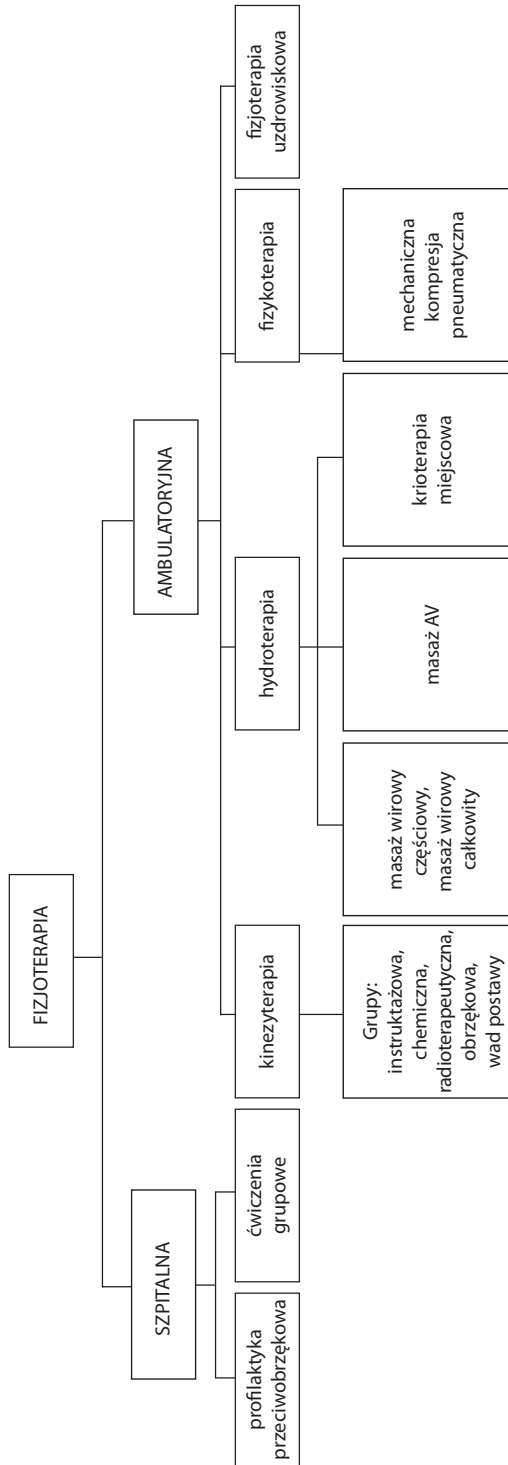 FIZJOTERAPIA
SZPITALNA
AMBULATORYJNA
profilaktyka
przeciwobrzękowa
ćwiczenia
grupowe
kinezyterapia
hydroterapia
fizykoterapia
fizjoterapia
uzdrowiskowa
Grupy:
instruktażowa,
chemiczna,
radioterapeutyczna,
obrzękowa,
wad postawy
masaż wirowy
częściowy,
masaż wirowy
całkowity
masaż AV
krioterapia
miejscowa
mechaniczna
kompresja
pneumatyczna